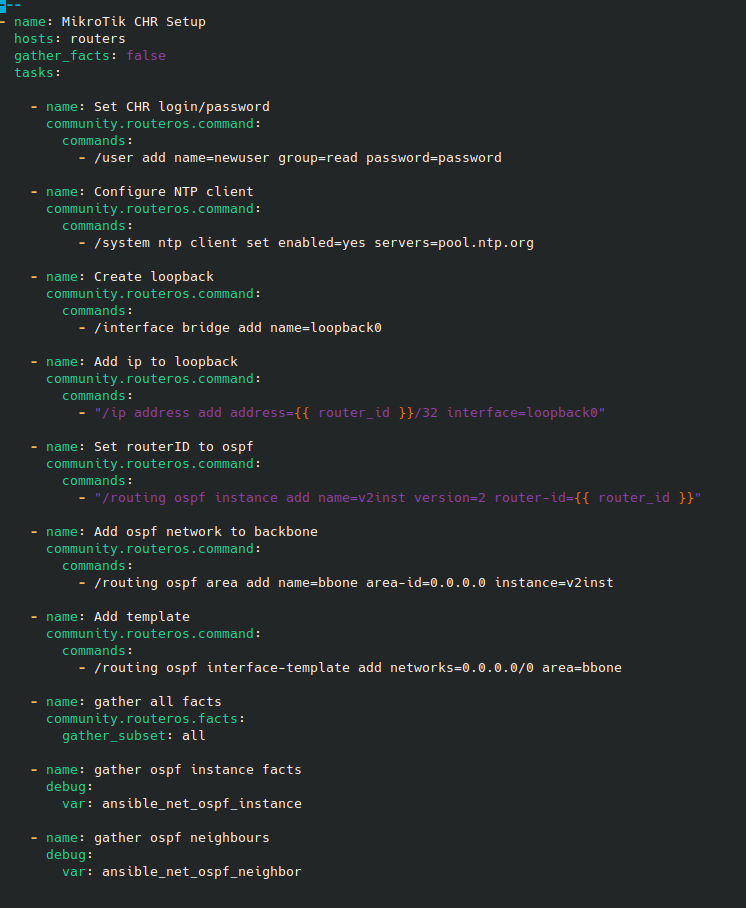 ---
- name: MikroTik CHR Setup
  hosts: routers
  gather_facts: false
  tasks:

    - name: Set CHR login/password
      community.routeros.command:
        commands:
          - /user add name=newuser group=read password=password

    - name: Configure NTP client
      community.routeros.command:
        commands:
          - /system ntp client set enabled=yes servers=pool.ntp.org

    - name: Create loopback
      community.routeros.command:
        commands:
          - /interface bridge add name=loopback0

    - name: Add ip to loopback
      community.routeros.command:
        commands:
          - "/ip address add address={{ router_id }}/32 interface=loopback0"

    - name: Set routerID to ospf
      community.routeros.command:
        commands:
          - "/routing ospf instance add name=v2inst version=2 router-id={{ router_id }}"

    - name: Add ospf network to backbone
      community.routeros.command:
        commands:
          - /routing ospf area add name=bbone area-id=0.0.0.0 instance=v2inst

    - name: Add template
      community.routeros.command:
        commands:
          - /routing ospf interface-template add networks=0.0.0.0/0 area=bbone

    - name: gather all facts
      community.routeros.facts:
        gather_subset: all

    - name: gather ospf instance facts
      debug:
        var: ansible_net_ospf_instance

    - name: gather ospf neighbours
      debug:
        var: ansible_net_ospf_neighbor